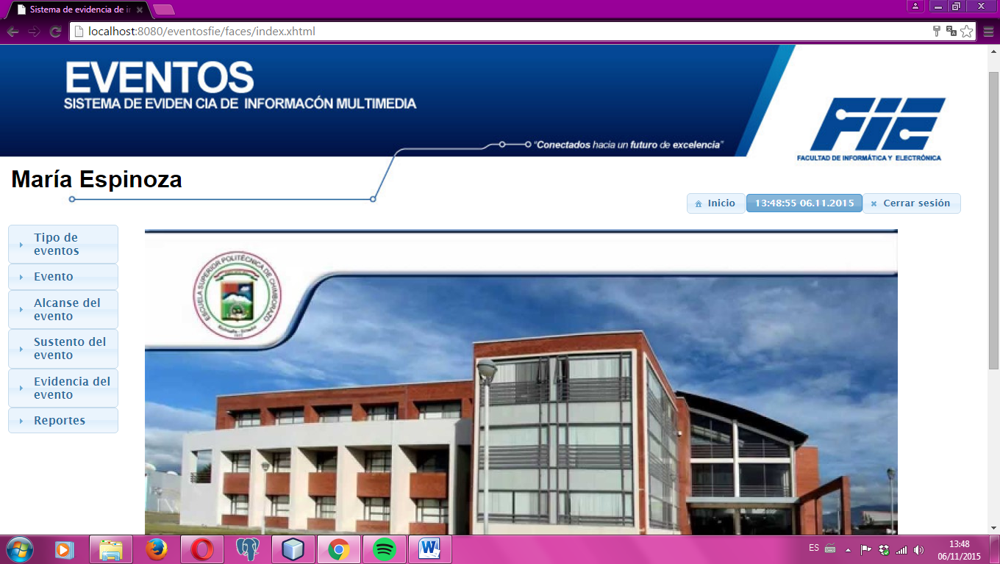 Sistema de evidencia de i
localhost:8080/eventosfie/faces/index.xhtml
EVENTOS
SISTEMA DE EVIDEN CIA DE INFORMACÓN MULTIMEDIA
"Conectados hacia un futuro de excelencia"
FIE
FACULTAD DE INFORMÁTICA Y ELECTRÓNICA
María Espinoza
Inicio
13:48:55 06.11.2015
Cerrar sesión
Tipo de
eventos
Evento
Alcanse del
evento
Sustento del
evento
Evidencia del
evento
Reportes
ESCUELA SUPERIOR POLITÉCNICA DE CHIMBORAZO
Riobamba - Ecuador
ES
13:48
06/11/2015